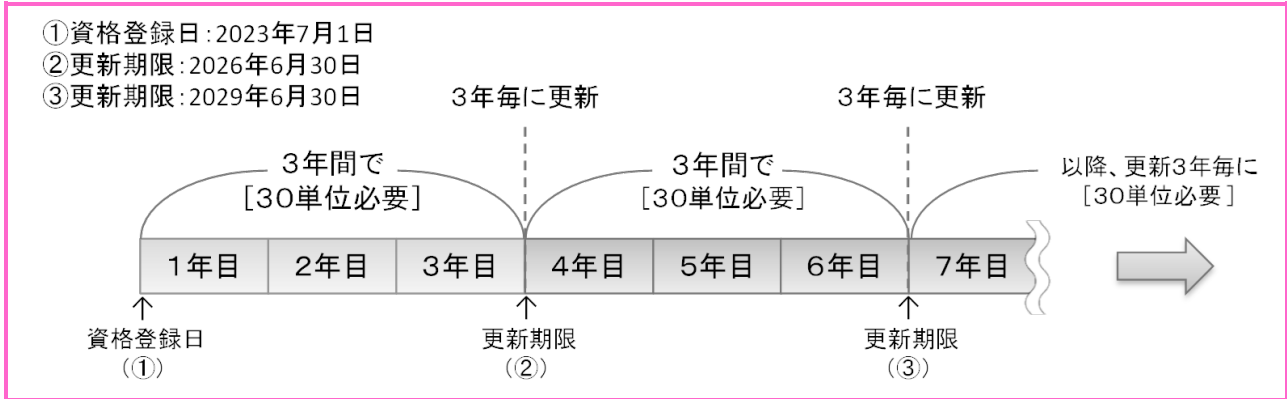 ①資格登録日：2023年7月1日
②更新期限：2026年6月30日
③更新期限：2029年6月30日
３年毎に更新
３年毎に更新
３年間で
［３０単位必要］
３年間で
［３０単位必要］
以降、更新３年毎に
［３０単位必要］
１年目
２年目
３年目
４年目
５年目
６年目
７年目
↑
資格登録日
（①）
↑
更新期限
（②）
↑
更新期限
（③）